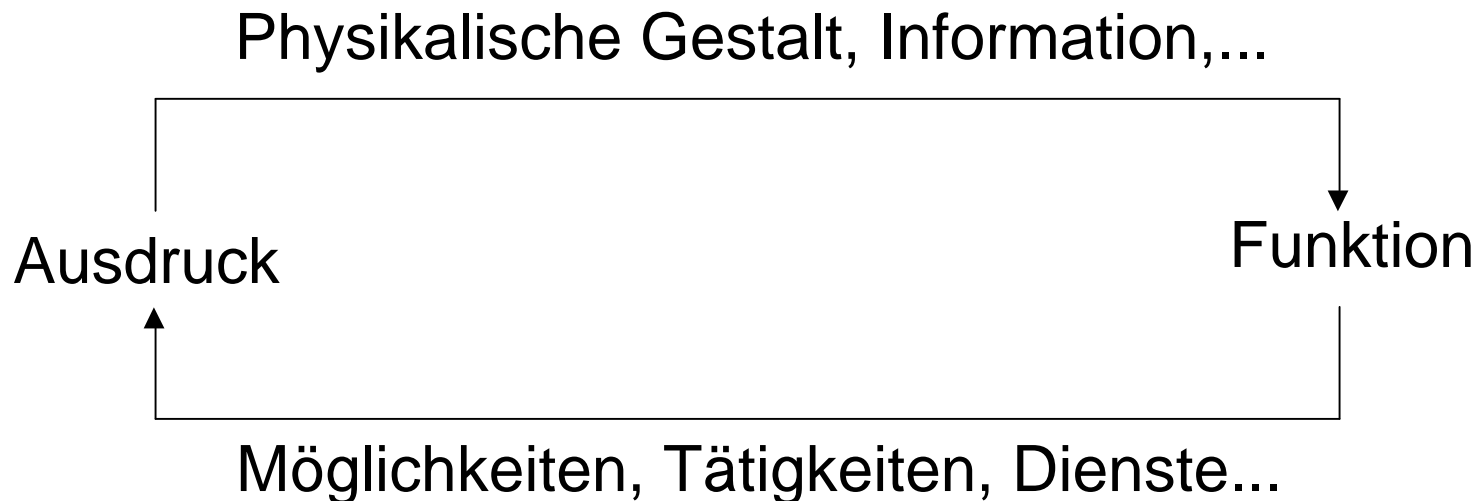 Physikalische Gestalt, Information,...
Ausdruck
Funktion
Möglichkeiten, Tätigkeiten, Dienste...